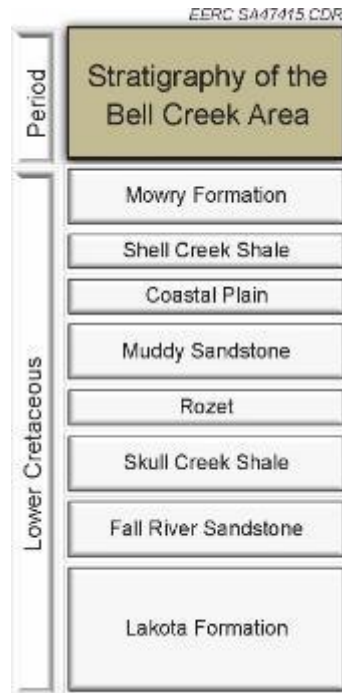 EERC SA47415.CDR
Period
Stratigraphy of the
Bell Creek Area
Lower Cretaceous
Mowry Formation
Shell Creek Shale
Coastal Plain
Muddy Sandstone
Rozet
Skull Creek Shale
Fall River Sandstone
Lakota Formation